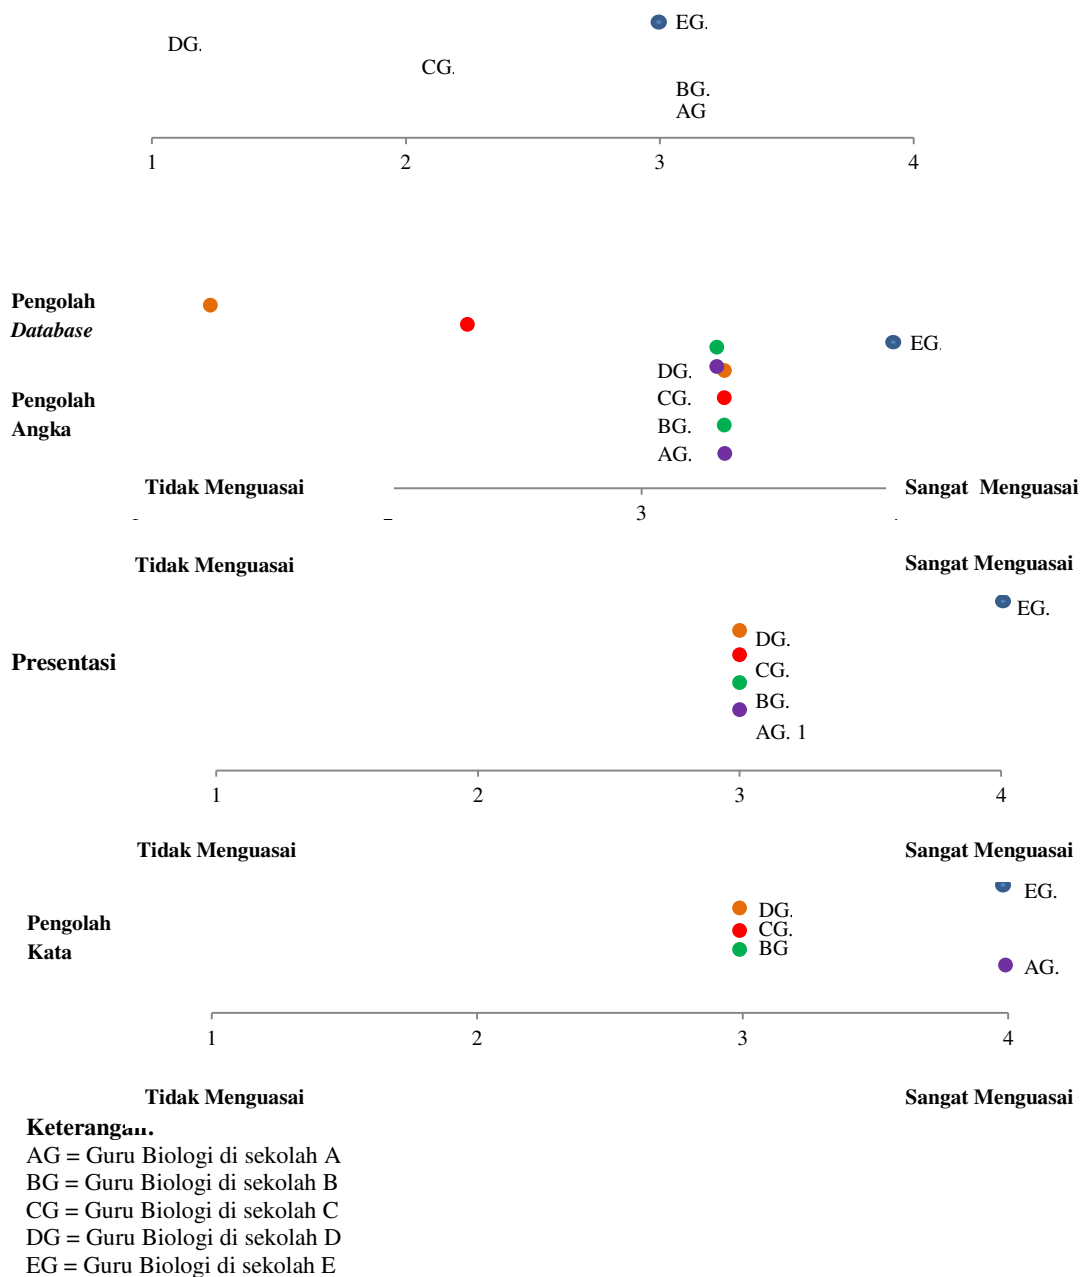 EG.
DG.
CG.
BG.
AG
1 2 3 4
Pengolah
Database
EG.
DG.
Pengolah
Angka
CG.
BG.
AG.
Tidak Menguasai
Sangat Menguasai
3
Tidak Menguasai
Sangat Menguasai
EG.
Presentasi
DG.
CG.
BG.
AG. 1
1 2 3 4
Tidak Menguasai
Sangat Menguasai
EG.
Pengolah
Kata
DG.
CG.
BG
AG.
1 2 3 4
Tidak Menguasai
Sangat Menguasai
Keterangan:
AG = Guru Biologi di sekolah A
BG = Guru Biologi di sekolah B
CG = Guru Biologi di sekolah C
DG = Guru Biologi di sekolah D
EG = Guru Biologi di sekolah E